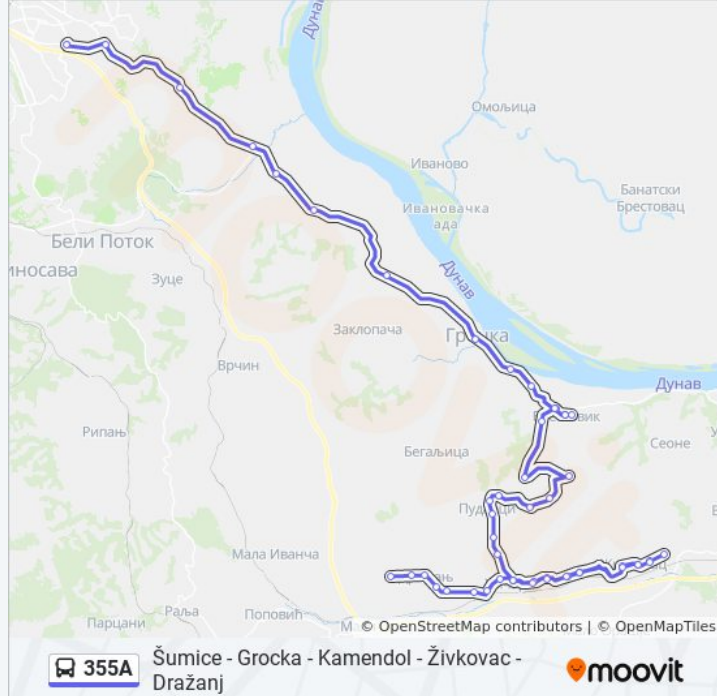 Дунав
Омољица
Иваново
Банатски
Брестовац
Ивановачка
ада
Бели Поток
иносава
Зуце
Дунав
Заклопача
Дунав
Врчин
Рипањ
Сеоне
Бегаљица
Мала Иванча
Раља
Поповић
Парцани
© OpenStreetMap contributors | © OpenMapTiles
355A
Šumice - Grocka - Kamendol - Živkovac -
Dražanj
moovit